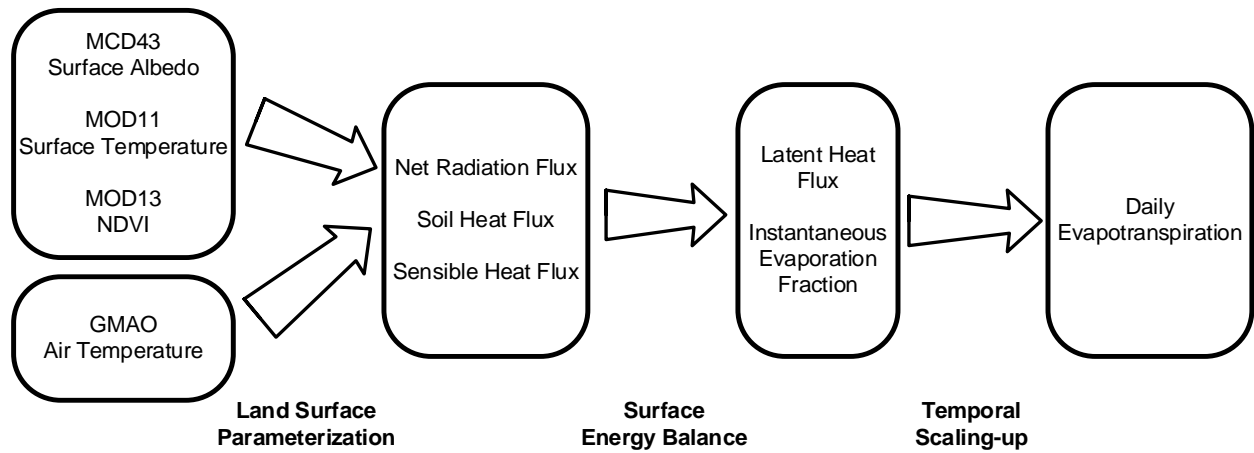 MCD43
Surface Albedo
MOD11
Surface Temperature
MOD13
NDVI
GMAO
Air Temperature
Net Radiation Flux
Soil Heat Flux
Sensible Heat Flux
Latent Heat
Flux
Instantaneous
Evaporation
Fraction
Daily
Evapotranspiration
Land Surface
Parameterization
Surface
Energy Balance
Temporal
Scaling-up